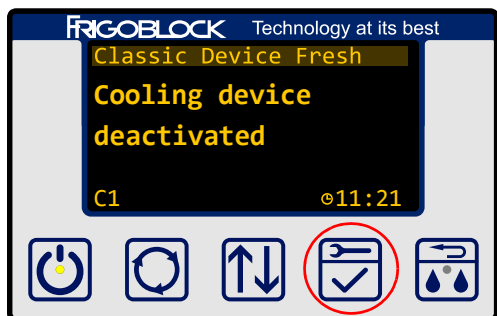 FRIGOBLOCK Technology at its best
Classic Device Fresh
Cooling device
deactivated
C1 11:21